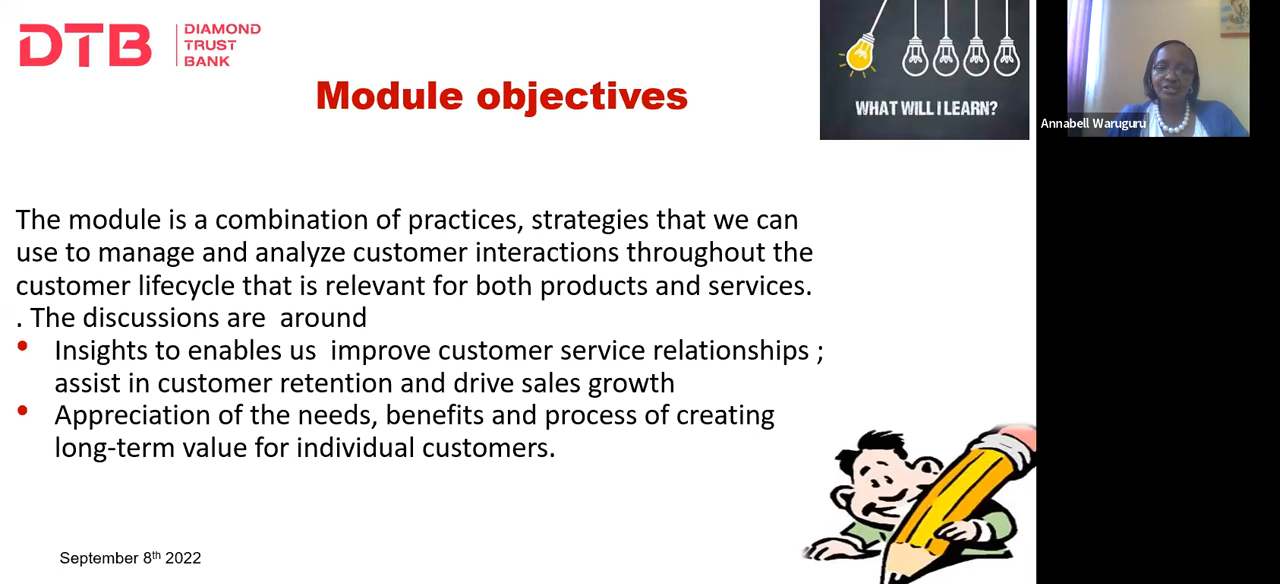 DTB
DIAMOND
TRUST
BANK
Module objectives
WHAT WILL I LEARN?
Annabell Waruguru
The module is a combination of practices, strategies that we can
use to manage and analyze customer interactions throughout the
customer lifecycle that is relevant for both products and services.
. The discussions are  around
• Insights to enables us  improve customer service relationships ;
assist in customer retention and drive sales growth
• Appreciation of the needs, benefits and process of creating
long-term value for individual customers.
September 8th 2022